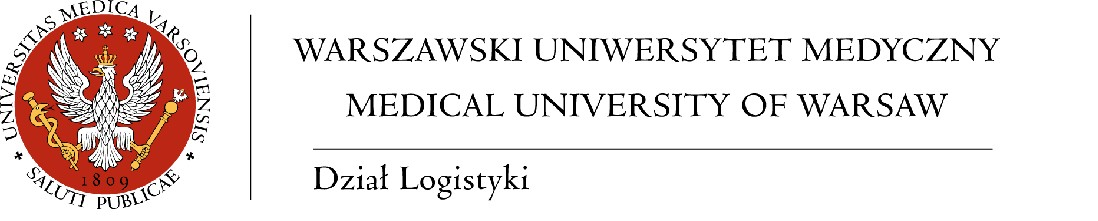 UNIVERSITAS MEDICA VARSOVIENSIS
SALUTI PUBLICAE
1809
WARSZAWSKI UNIWERSYTET MEDYCZNY
MEDICAL UNIVERSITY OF WARSAW
Dział Logistyki